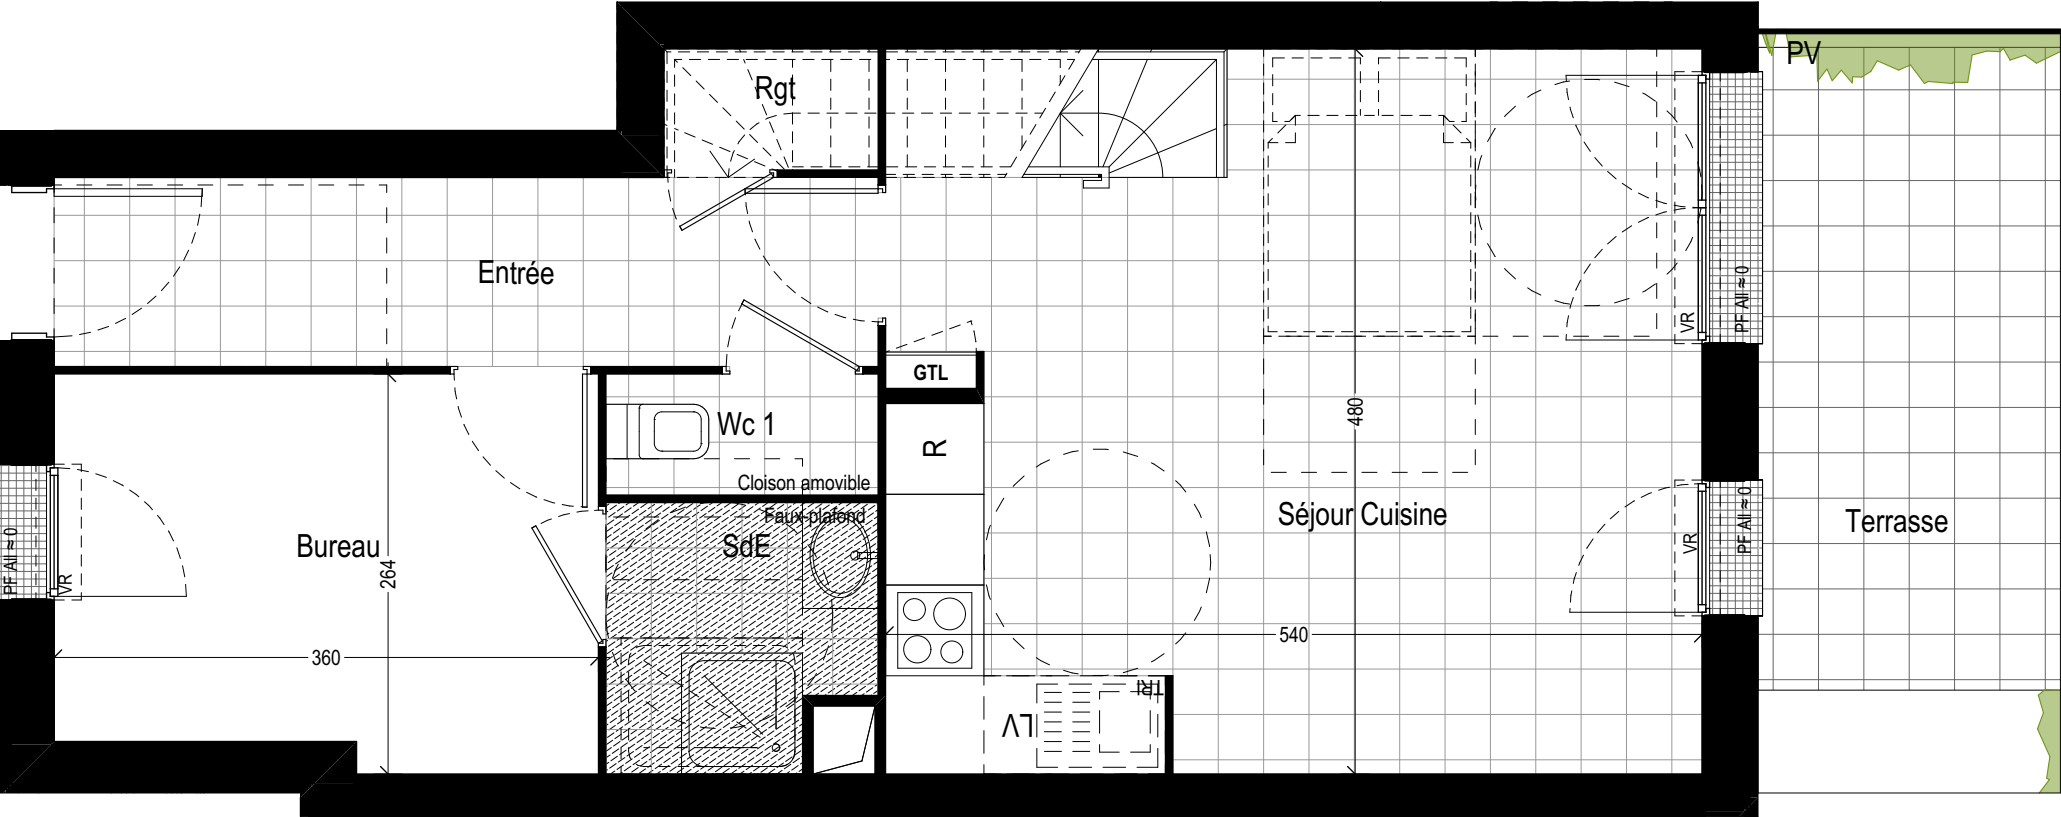 PV
Rgt
Entrée
PF All ≈ 0
VR
GTL
480
Wc 1
R
Cloison amovible
Faux-plafond
SdE
Séjour Cuisine
PF All ≈ 0
VR
Terrasse
Bureau
264
PF All ≈ 0
VR
360
540
TRI
LV